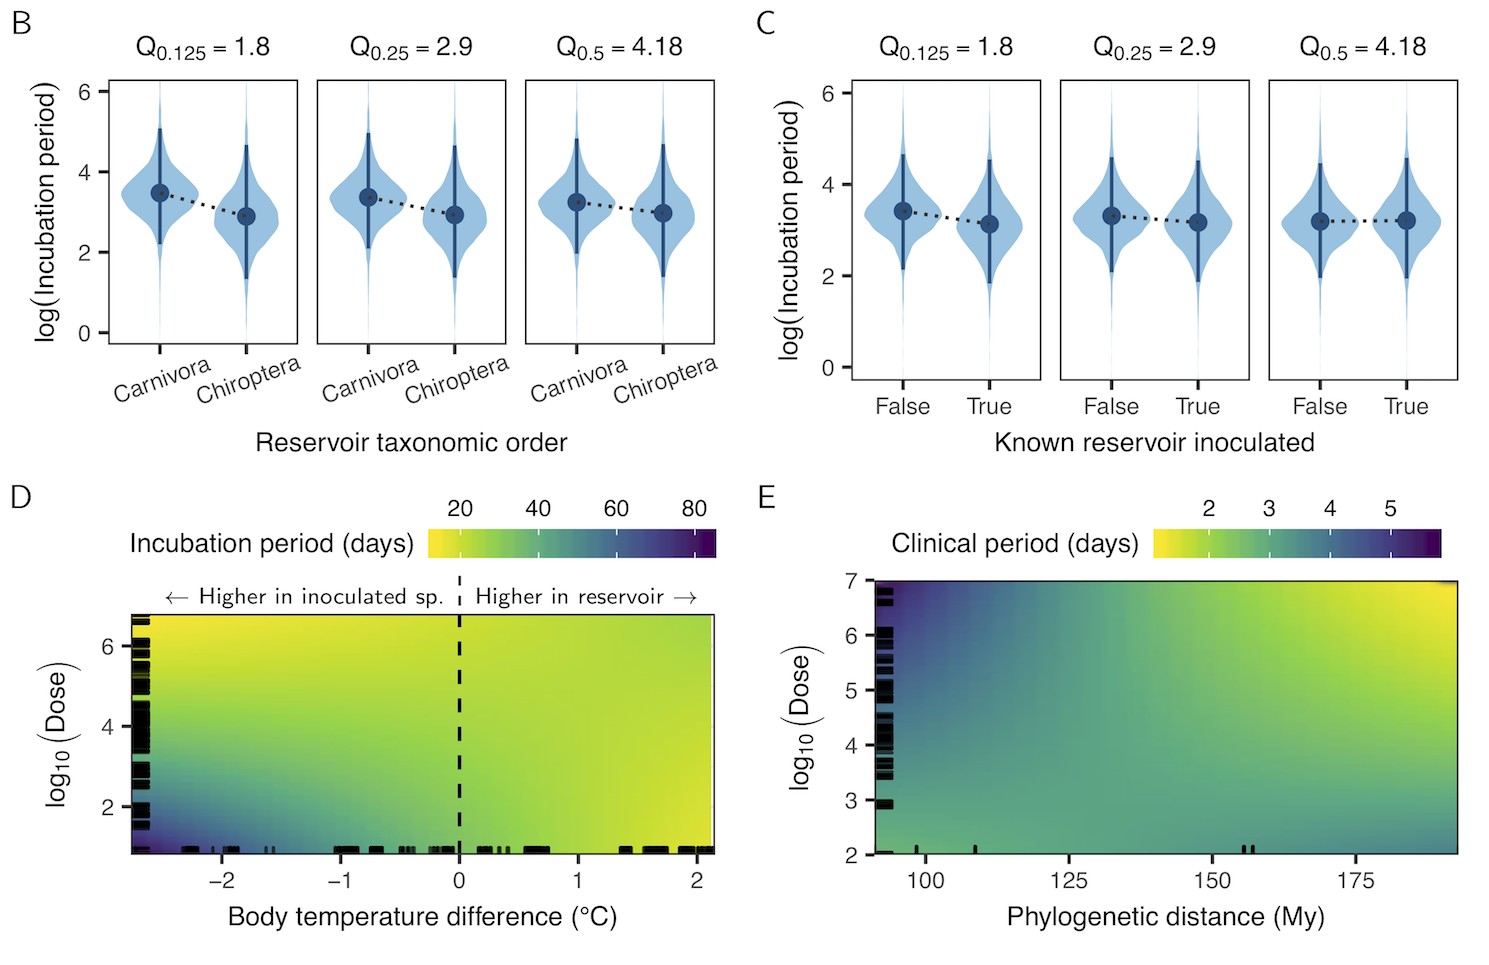 B
Q0.125 = 1.8
Q0.25 = 2.9
Q0.5 = 4.18
log(Incubation period)
6
4
2
0
Carnivora
Chiroptera
Carnivora
Chiroptera
Carnivora
Chiroptera
Reservoir taxonomic order
C
Q0.125 = 1.8
Q0.25 = 2.9
Q0.5 = 4.18
log(Incubation period)
6
4
2
0
False
True
False
True
False
True
Known reservoir inoculated
D
Incubation period (days)
20 40 60 80
← Higher in inoculated sp.
Higher in reservoir →
log10(Dose)
6
4
2
−2 −1 0 1 2
Body temperature difference (°C)
E
Clinical period (days)
2 3 4 5
log10(Dose)
7
6
5
4
3
2
100 125 150 175
Phylogenetic distance (My)